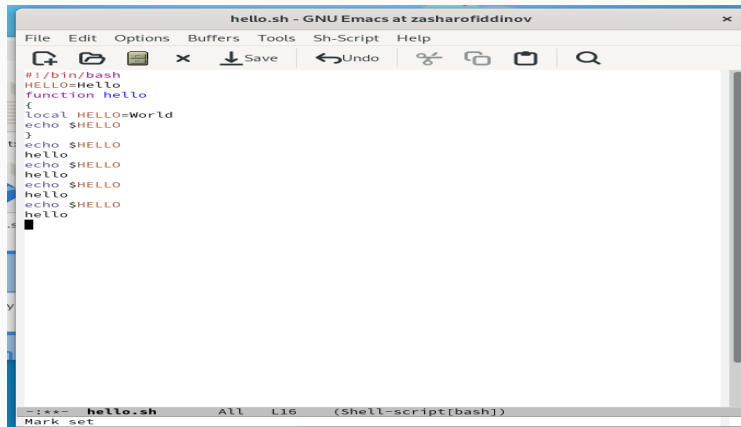 hello.sh - GNU Emacs at zasharofiddinov
File Edit Options Buffers Tools Sh-Script Help
Save Undo
#!/bin/bash
HELLO=Hello
function hello
{
local HELLO=World
echo $HELLO
}
echo $HELLO
hello
echo $HELLO
hello
echo $HELLO
hello
echo $HELLO
hello
-:**- hello.sh All L16 (Shell-script[bash])
Mark set